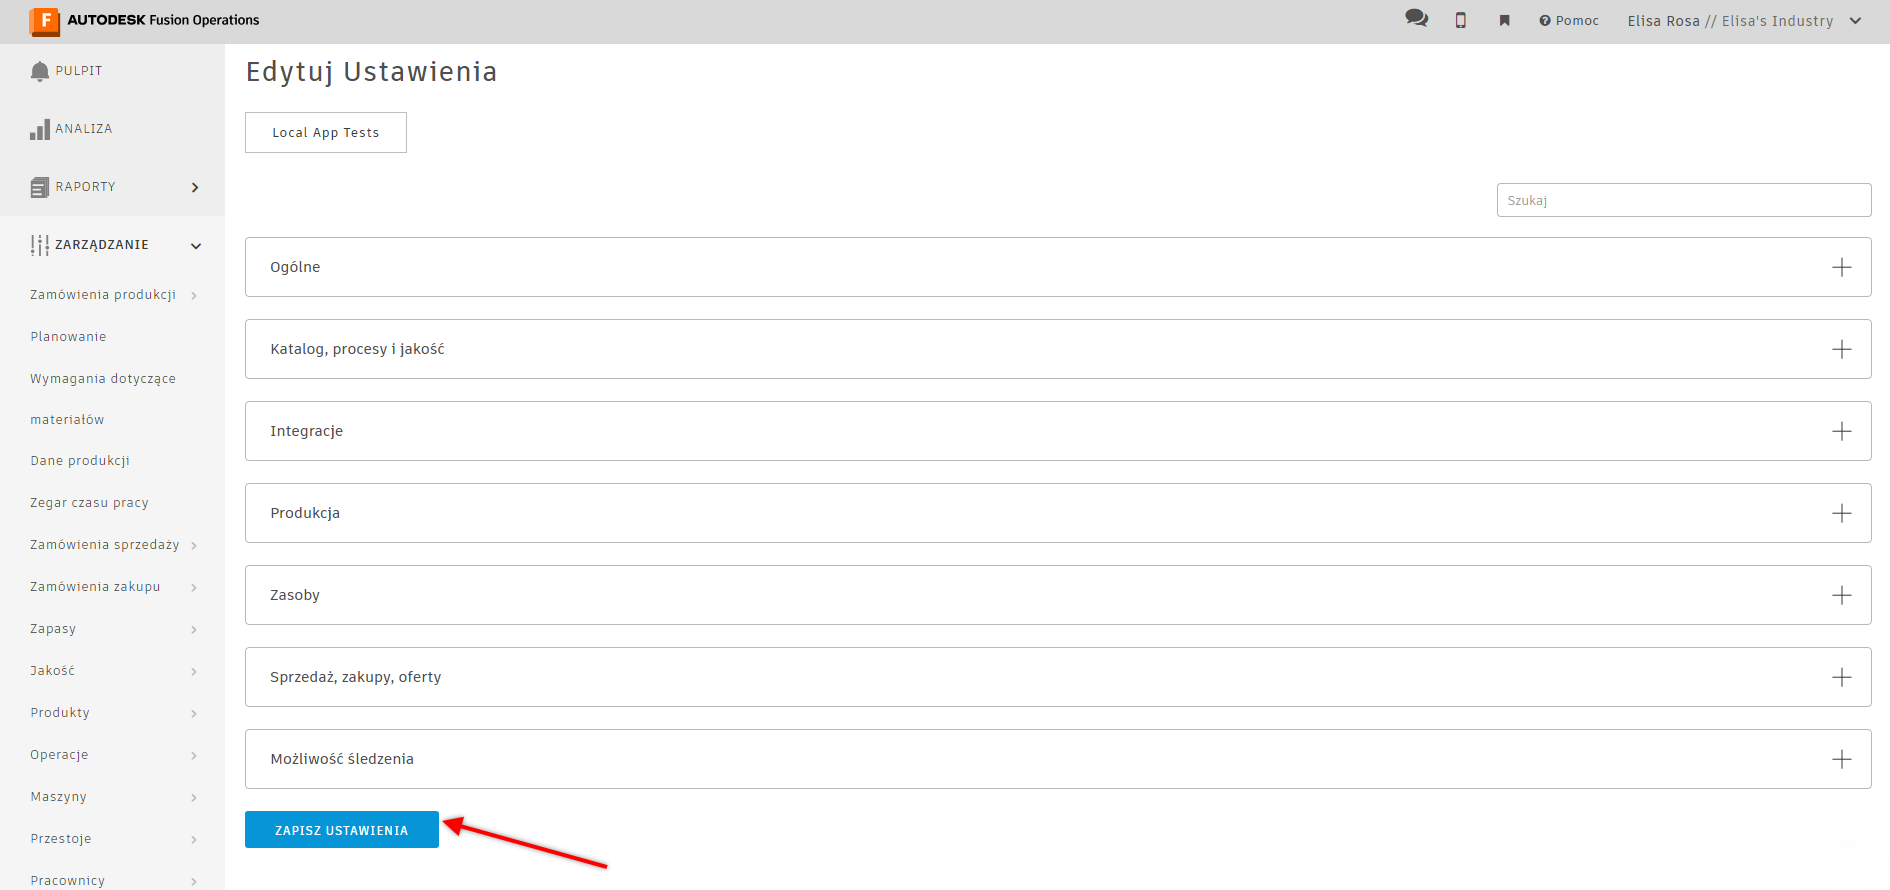 AUTODESK Fusion Operations
Pomoc
Elisa Rosa // Elisa's Industry
PULPIT
ANALIZA
RAPORTY
ZARZĄDZANIE
Zamówienia produkcji
Planowanie
Wymagania dotyczące
materiałów
Dane produkcji
Zegar czasu pracy
Zamówienia sprzedaży
Zamówienia zakupu
Zapasy
Jakość
Produkty
Operacje
Maszyny
Przestoje
Pracownicy
Edytuj Ustawienia
Local App Tests
Szukaj
Ogólne
Katalog, procesy i jakość
Integracje
Produkcja
Zasoby
Sprzedaż, zakupy, oferty
Możliwość śledzenia
ZAPISZ USTAWIENIA